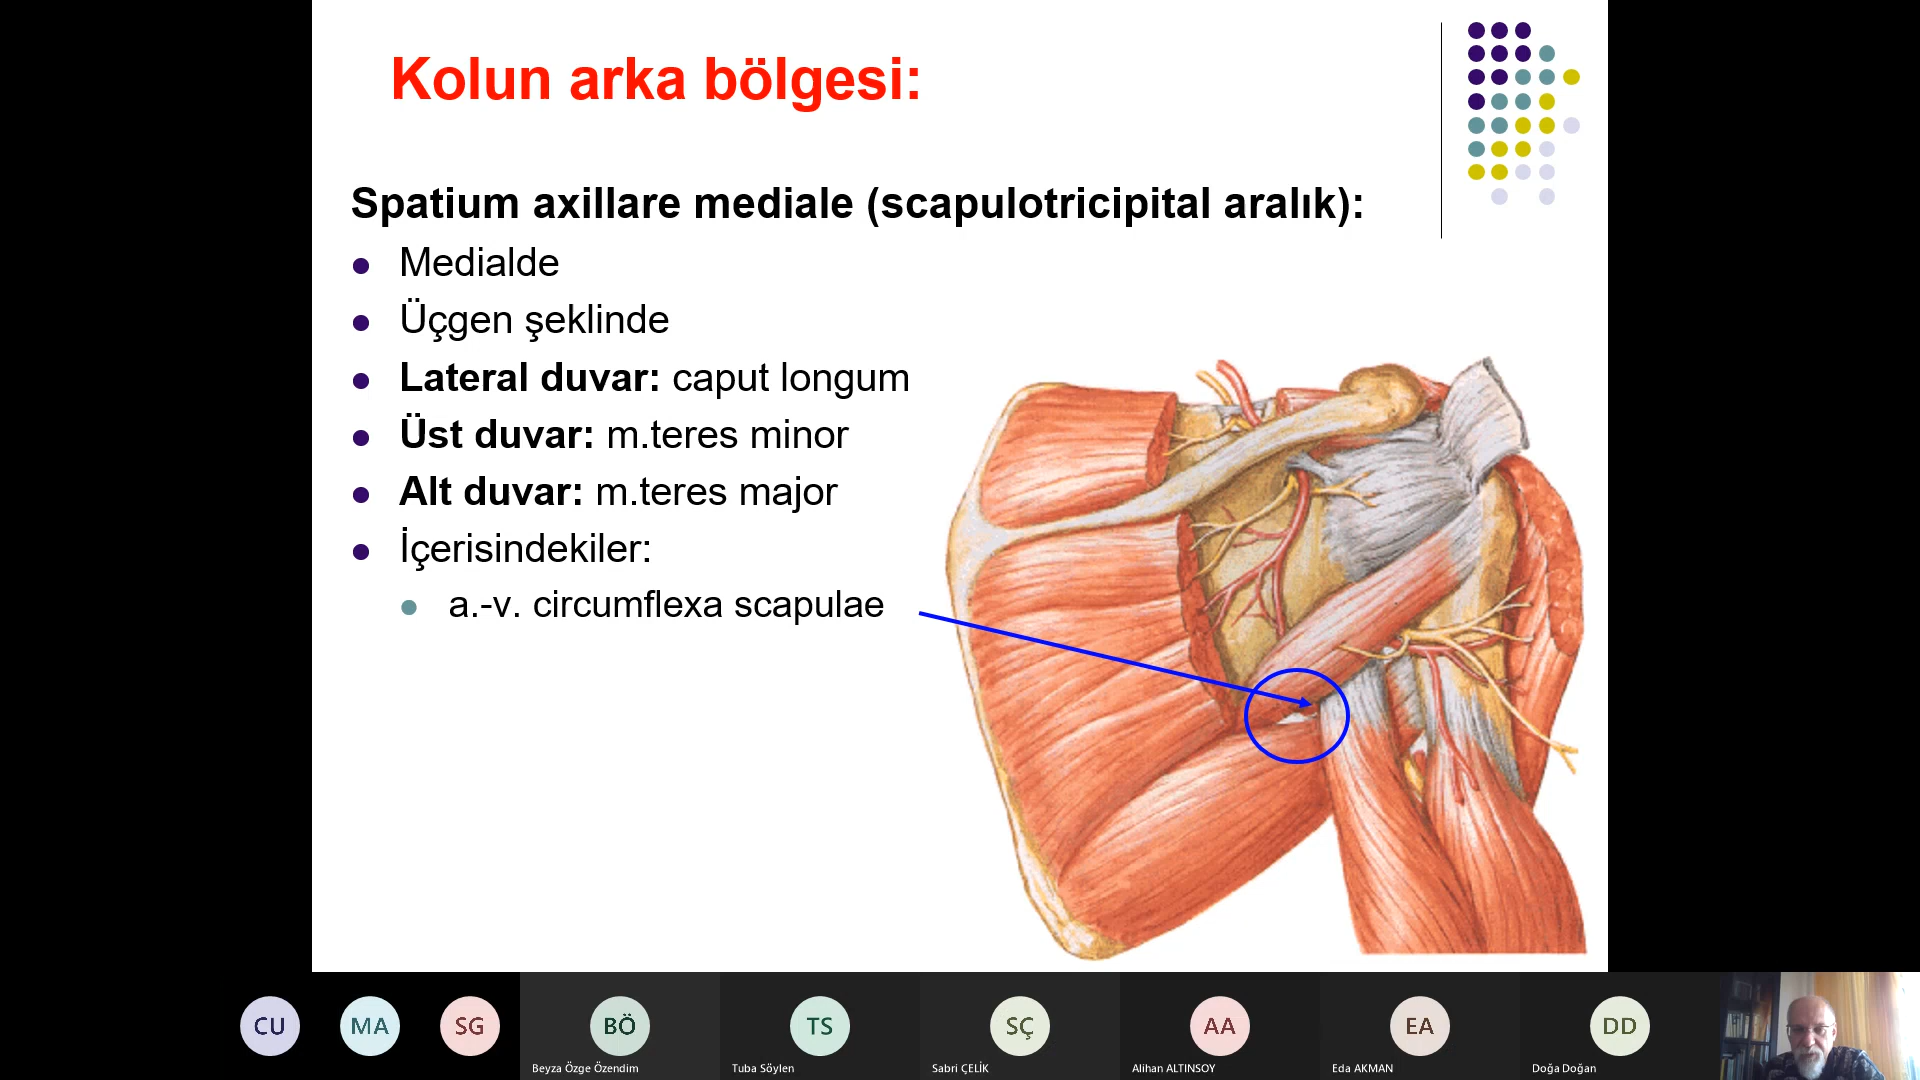 Kolun arka bölgesi:
Spatium axillare mediale (scapulotricipital aralık):
Medialde
Üçgen şeklinde
Lateral duvar: caput longum
Üst duvar: m.teres minor
Alt duvar: m.teres major
İçerisindekiler:
a.-v. circumflexa scapulae
CU MA SG BÖ TS SÇ AA EA DD
Beyza Özge Özendim Tuba Söylen Sabri ÇELİK Alihan ALTINSOY Eda AKMAN Doğa Doğan